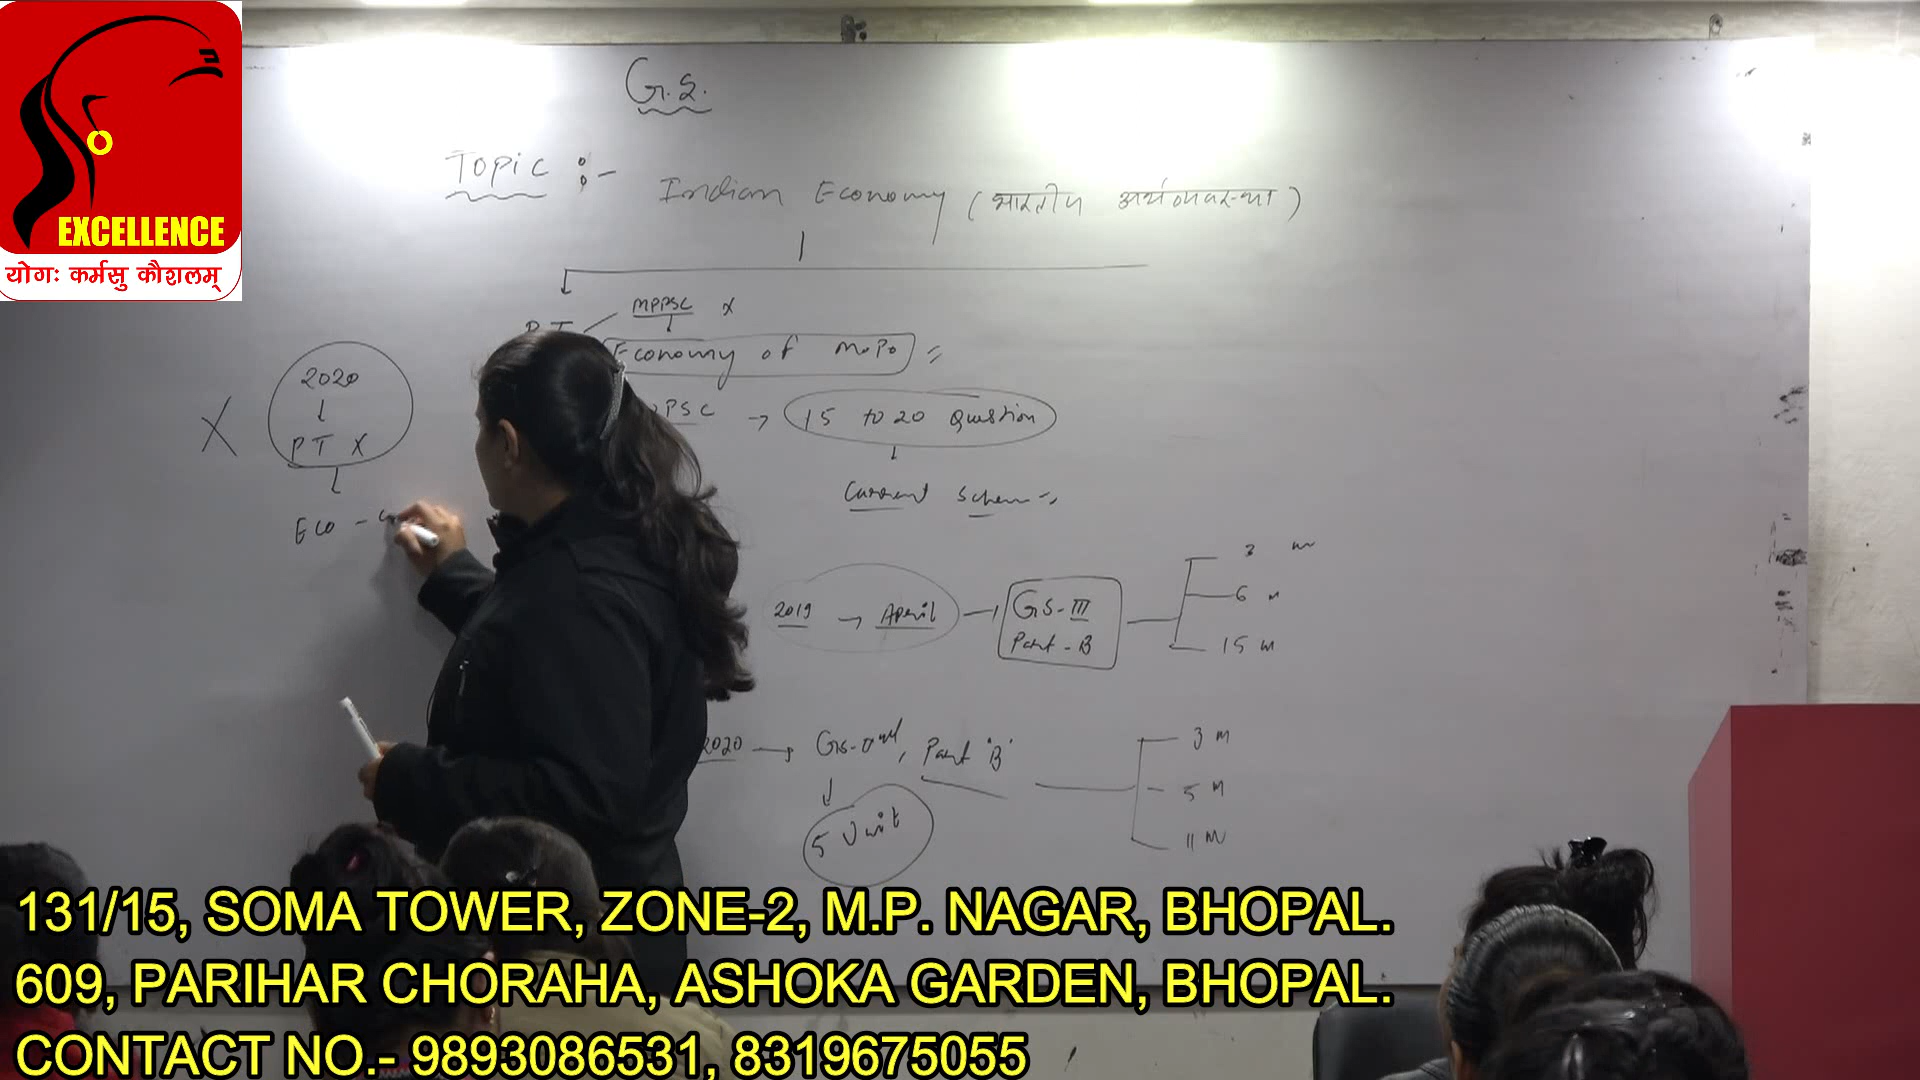 EXCELLENCE
योगः कर्मसु कौशलम्
G.S.
Topic :-
Indian Economy (भारतीय अर्थव्यवस्था)
MPPSC X
Economy of M.P.
PSC → 15 to 20 Question
Current Scheme
2020
PT X
Eco -
2019 → April → GS-III
Part-B
3 m
6 m
15 m
2020 → Part 'B'
5 Unit
3 M
5 M
11 M
131/15, SOMA TOWER, ZONE-2, M.P. NAGAR, BHOPAL.
609, PARIHAR CHORAHA, ASHOKA GARDEN, BHOPAL.
CONTACT NO.- 9893086531, 8319675055